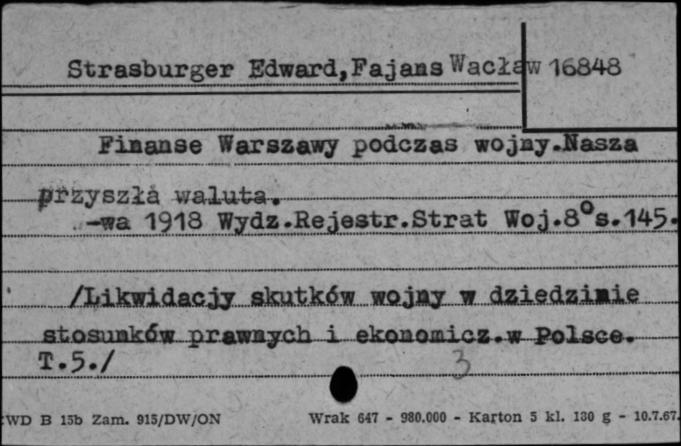 Strasburger Edward,Fajans Wacław 16848
Finanse Warszawy podczas wojny.Nasza
przyszła waluta.
-wa 1918 Wydz.Rejestr.Strat Woj.8°s.145.
/Likwidacjy skutków wojny w dziedzinie
stosunków prawnych i ekonomicz.w Polsce.
T.5./
3
WD B 15b Zam. 915/DW/ON Wrak 647 - 980.000 - Karton 5 kl. 130 g - 10.7.67.